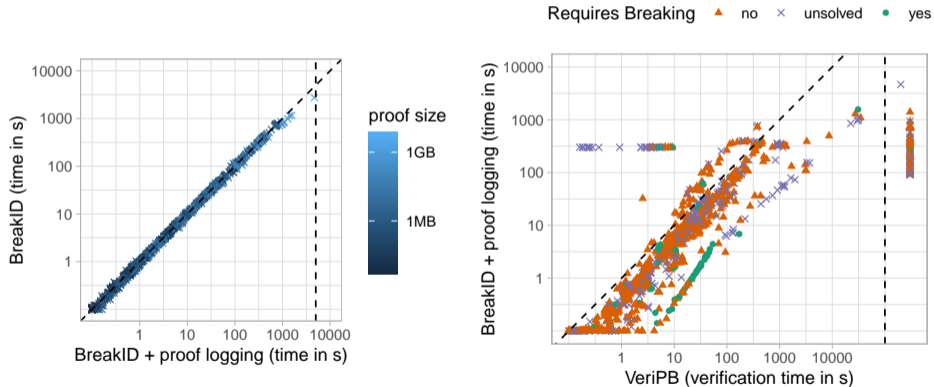 Requires Breaking no unsolved yes
BreakID (time in s)
10000
1000
100
10
1
1 10 100 1000 10000
BreakID + proof logging (time in s)
proof size
1GB
1MB
BreakID + proof logging (time in s)
10000
1000
100
10
1
1 10 100 1000 10000
VeriPB (verification time in s)